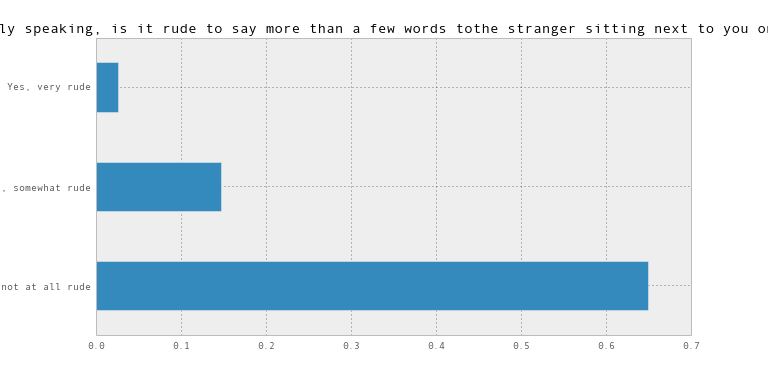 ly speaking, is it rude to say more than a few words tothe stranger sitting next to you o
Yes, very rude
, somewhat rude
not at all rude
0.0 0.1 0.2 0.3 0.4 0.5 0.6 0.7